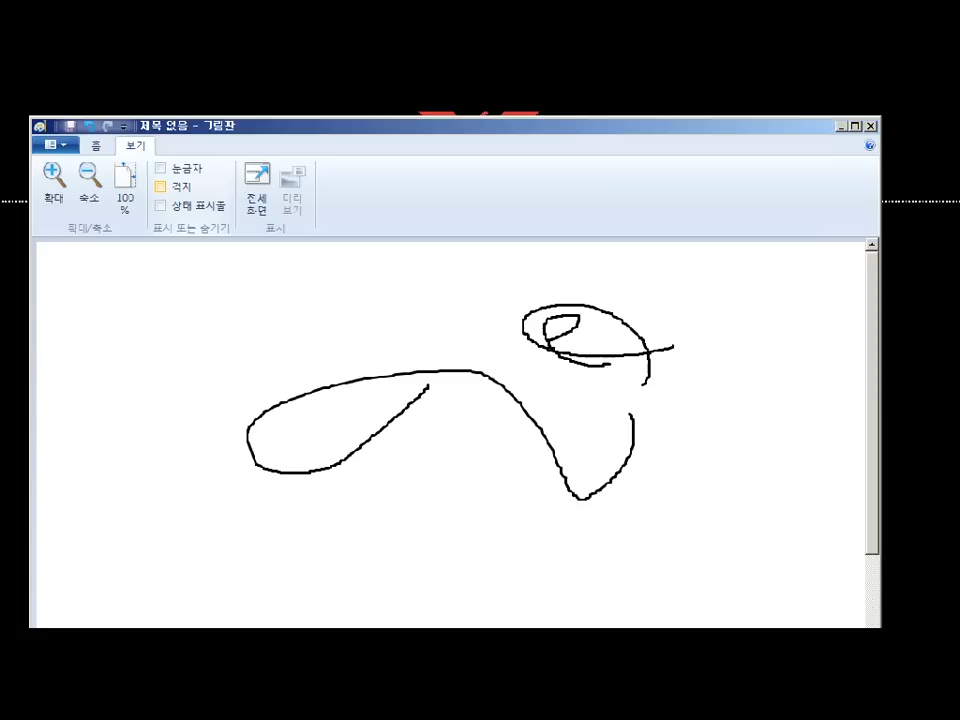 제목 없음 - 그림판
홈 보기
확대 축소 100 %
눈금자
격자
상태 표시줄
전체 화면
미리 보기
확대/축소 표시 또는 숨기기 표시